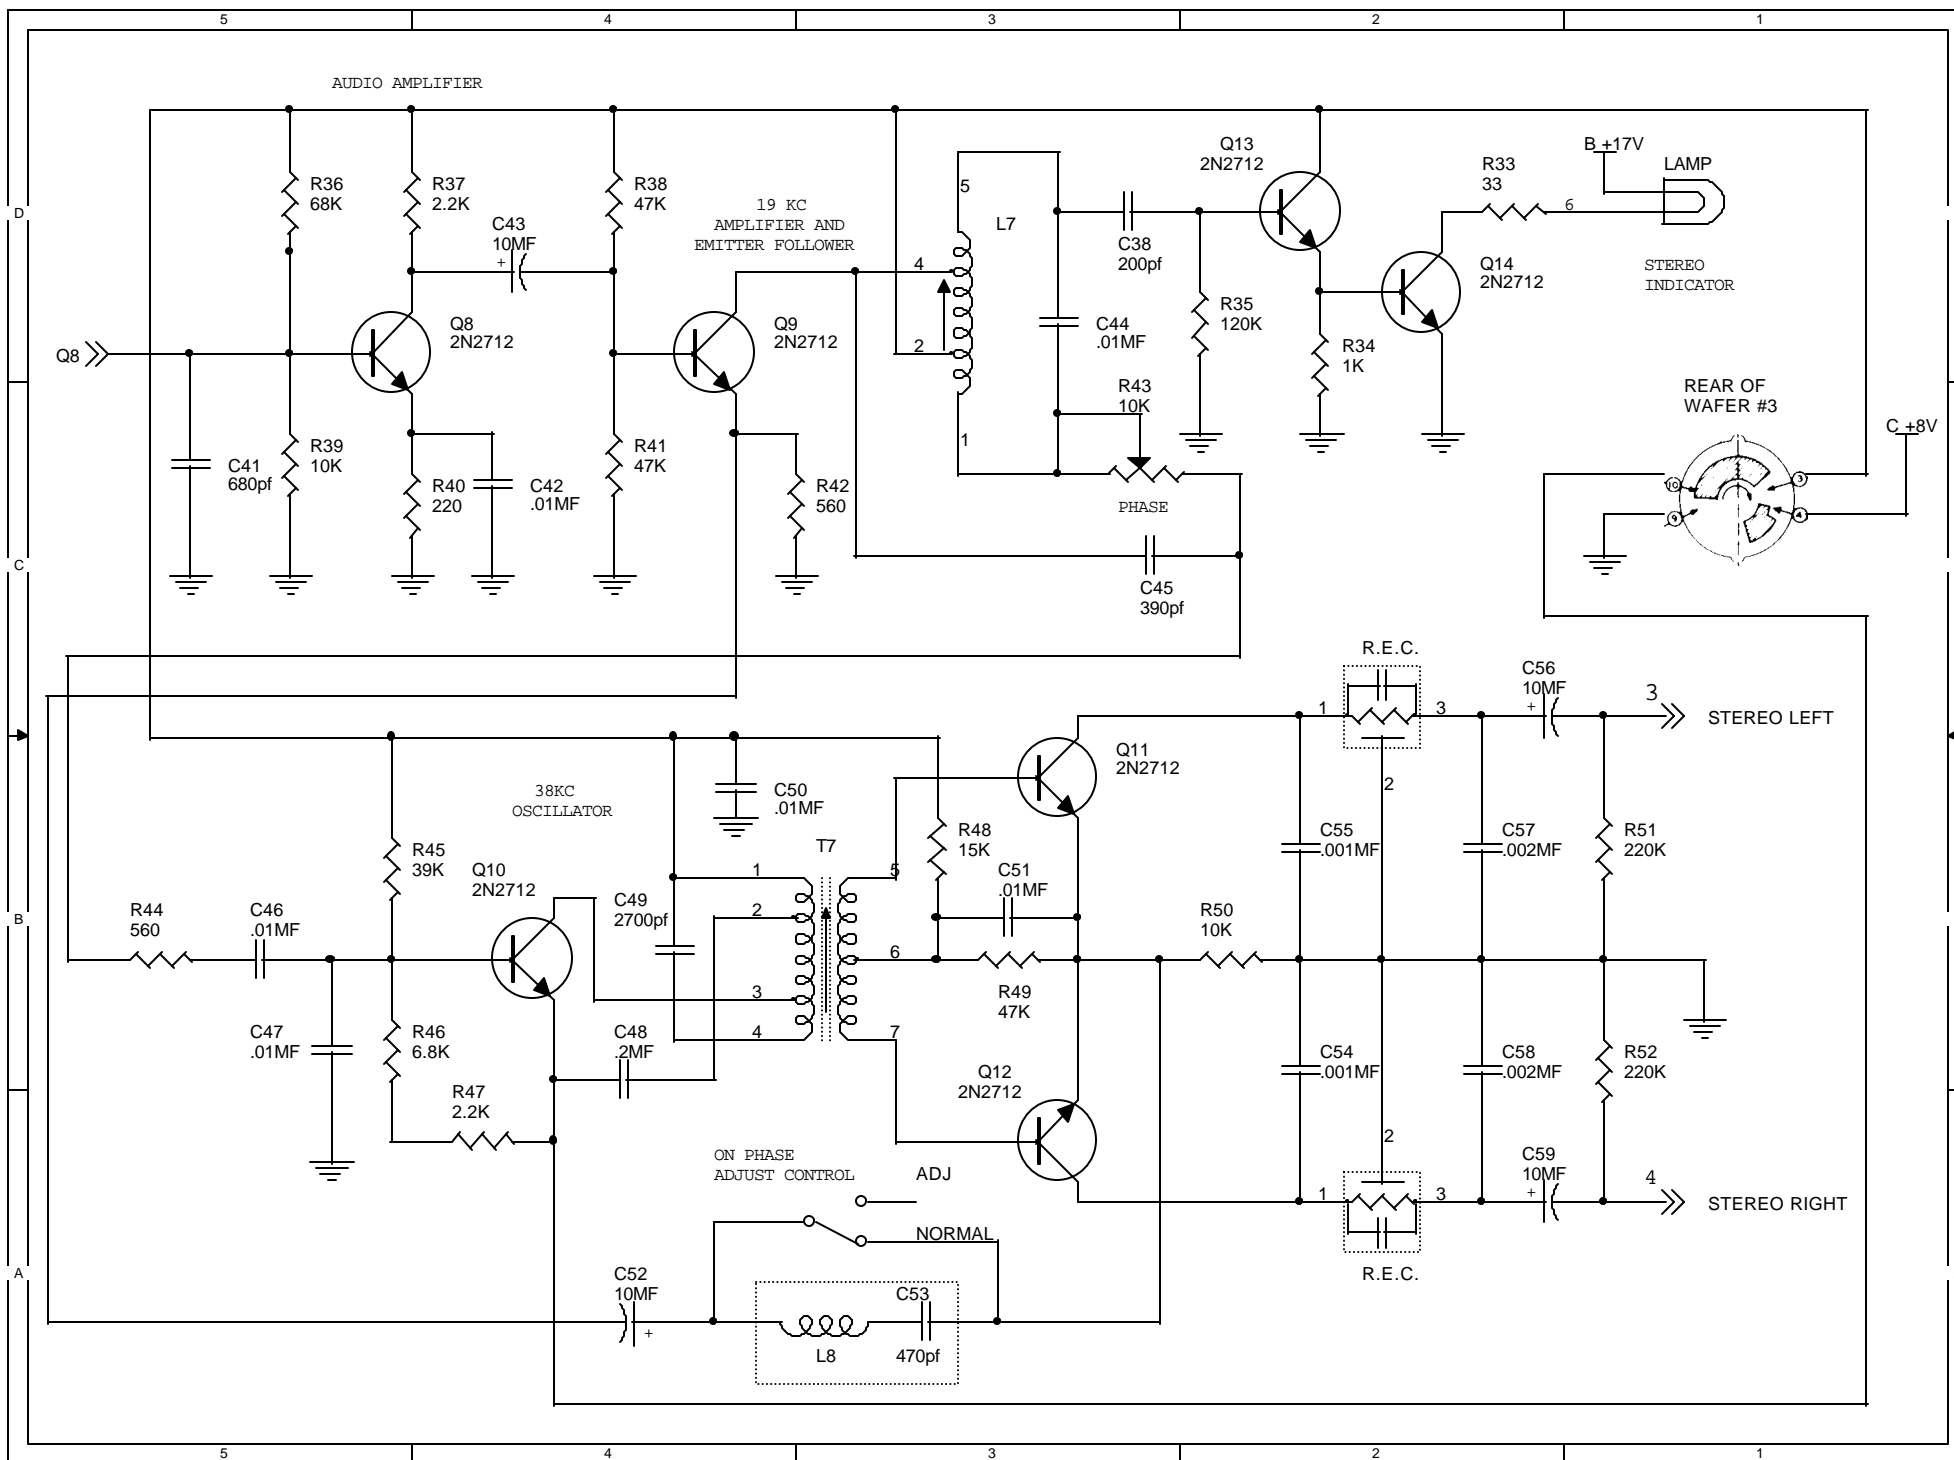 5 4 3 2 1
AUDIO AMPLIFIER
D
R36
68K
R37
2.2K
C43
10MF
+
R38
47K
19 KC
AMPLIFIER AND
EMITTER FOLLOWER
4
5
L7
2
1
C38
200pf
Q13
2N2712
R33
33
6
B +17V
LAMP
STEREO
INDICATOR
Q14
2N2712
Q8
Q8
2N2712
Q9
2N2712
C44
.01MF
R35
120K
R34
1K
R43
10K
PHASE
REAR OF
WAFER #3
C +8V
10
3
9
4
C41
680pf
R39
10K
R40
220
C42
.01MF
R41
47K
R42
560
C
C45
390pf
R.E.C.
1
3
2
C56
10MF
+
3
STEREO LEFT
Q11
2N2712
38KC
OSCILLATOR
C50
.01MF
R48
15K
T7
C55
.001MF
C57
.002MF
R51
220K
R45
39K
Q10
2N2712
C49
2700pf
1
2
3
4
5
6
7
C51
.01MF
B
R44
560
C46
.01MF
R50
10K
R49
47K
C47
.01MF
R46
6.8K
C48
.2MF
C54
.001MF
C58
.002MF
R52
220K
Q12
2N2712
R47
2.2K
2
ON PHASE
ADJUST CONTROL
ADJ
NORMAL
1
3
C59
10MF
+
4
STEREO RIGHT
R.E.C.
A
C52
10MF
+
C53
L8
470pf
5 4 3 2 1